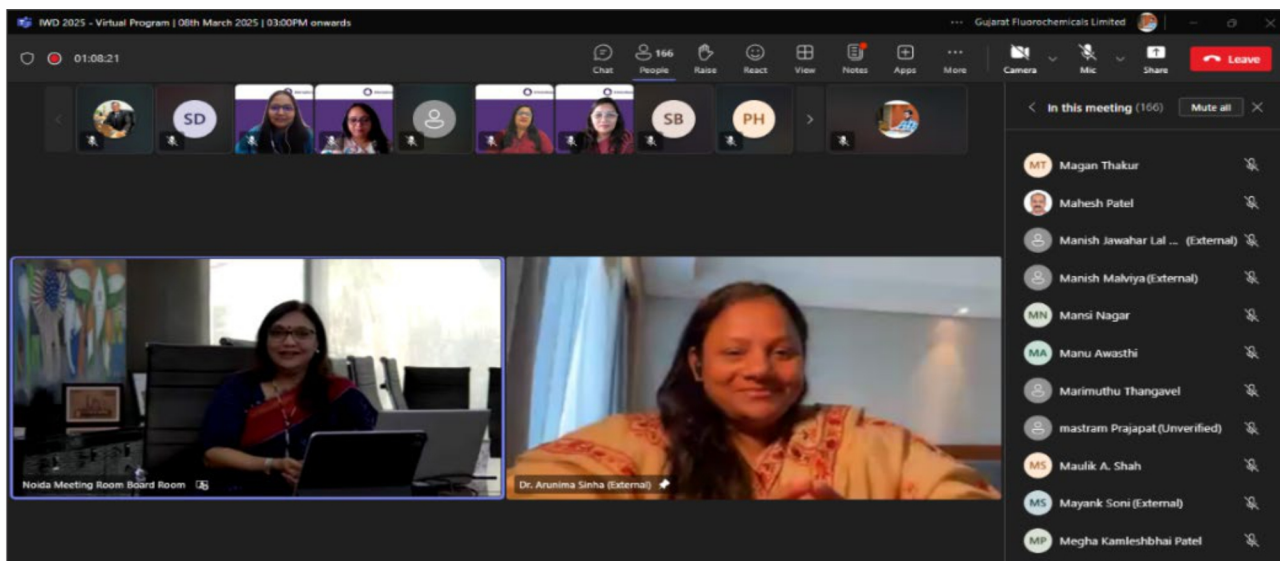 IWD 2025 - Virtual Program | 08th March 2025 | 03:00PM onwards
Gujarat Fluorochemicals Limited
01:08:21
Chat
166
People
Raise
React
View
Notes
Apps
More
Camera
Mic
Share
Leave
SD
SB
PH
In this meeting (166)
Mute all
MT Magan Thakur
Mahesh Patel
Manish Jawahar Lal ... (External)
Manish Malviya (External)
MN Mansi Nagar
MA Manu Awasthi
Marimuthu Thangavel
mastram Prajapat (Unverified)
MS Maulik A. Shah
MS Mayank Soni (External)
MP Megha Kamleshbhai Patel
Noida Meeting Room Board Room
Dr. Arunima Sinha (External)